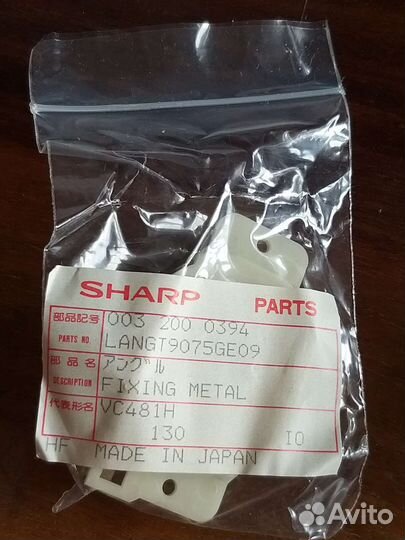 SHARP PARTS
部品記号 003 200 0394
PARTS NO. LANGT9075GE09
部品名 アングル
DESCRIPTION FIXING METAL
代表形名 VC481H
130 IO
HF MADE IN JAPAN
Avito